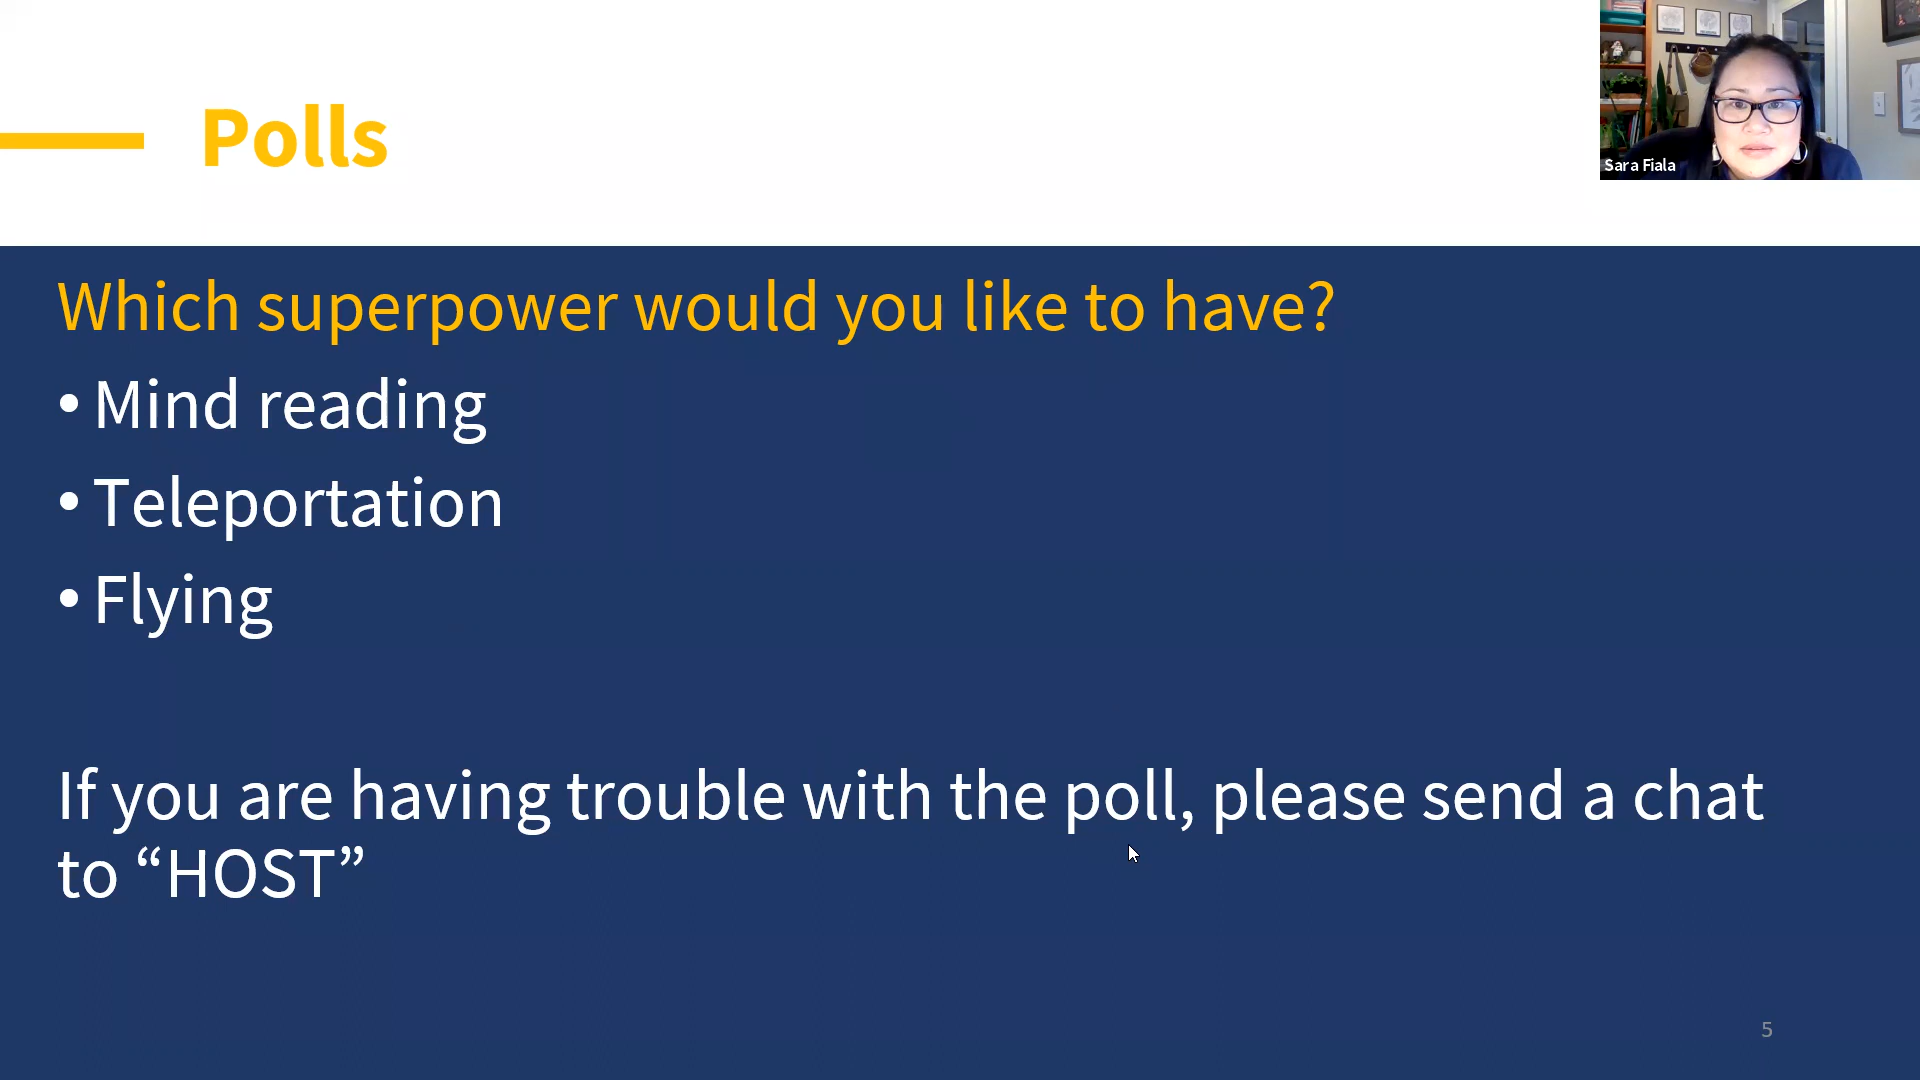 Polls
Sara Fiala
Which superpower would you like to have?
• Mind reading
• Teleportation
• Flying
If you are having trouble with the poll, please send a chat
to “HOST”
5